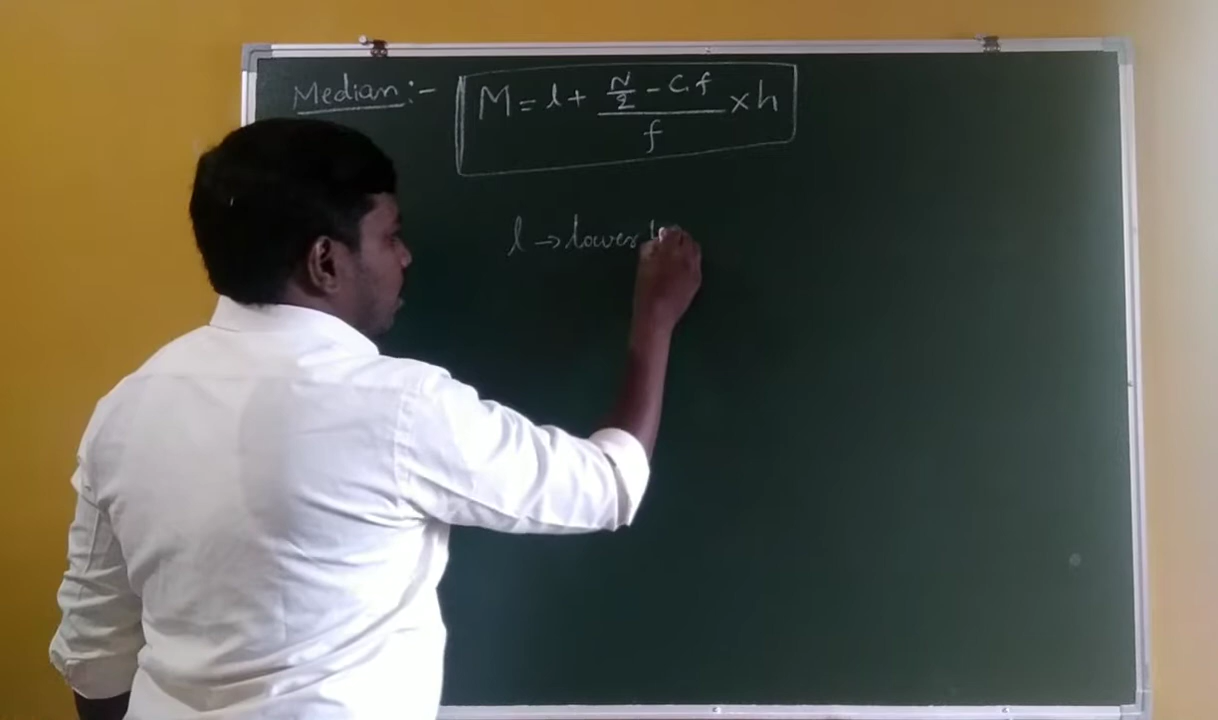 Median:- M = l + (N/2 - C.f)/f × h
l → lower